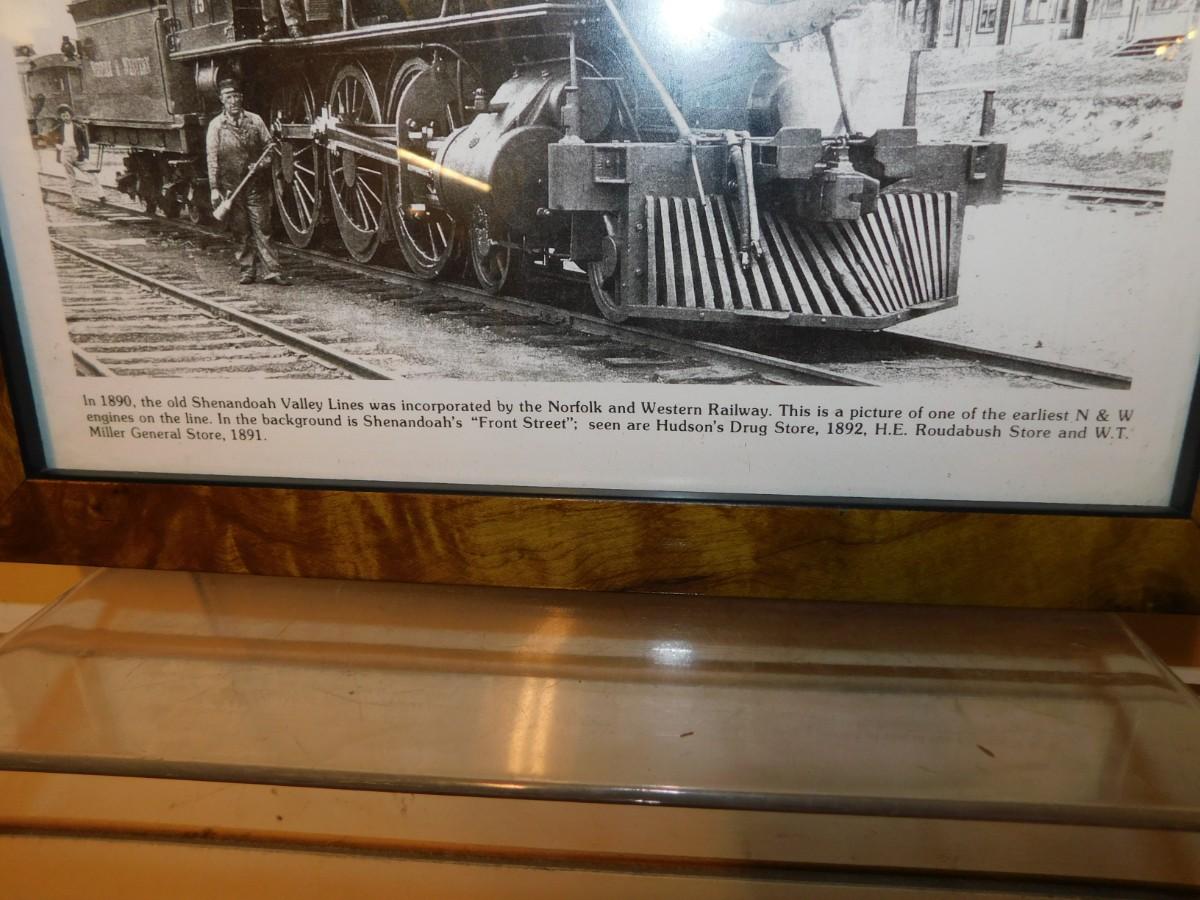 NORFOLK & WESTERN
In 1890, the old Shenandoah Valley Lines was incorporated by the Norfolk and Western Railway. This is a picture of one of the earliest N & W
engines on the line. In the background is Shenandoah's "Front Street"; seen are Hudson's Drug Store, 1892, H.E. Roudabush Store and W.T.
Miller General Store, 1891.